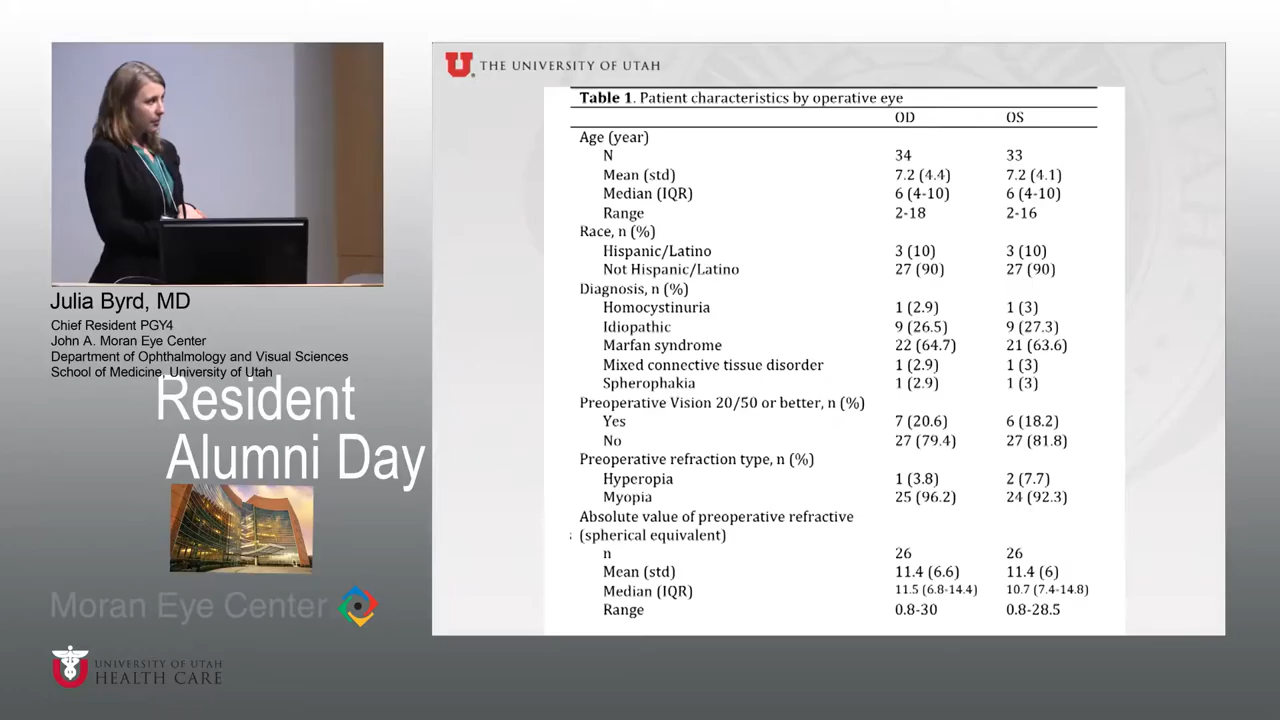 Julia Byrd, MD
Chief Resident PGY4
John A. Moran Eye Center
Department of Ophthalmology and Visual Sciences
School of Medicine, University of Utah
Resident
Alumni Day
Moran Eye Center
UNIVERSITY OF UTAH
HEALTH CARE
U THE UNIVERSITY OF UTAH
Table 1. Patient characteristics by operative eye
OD OS
Age (year)
N 34 33
Mean (std) 7.2 (4.4) 7.2 (4.1)
Median (IQR) 6 (4-10) 6 (4-10)
Range 2-18 2-16
Race, n (%)
Hispanic/Latino 3 (10) 3 (10)
Not Hispanic/Latino 27 (90) 27 (90)
Diagnosis, n (%)
Homocystinuria 1 (2.9) 1 (3)
Idiopathic 9 (26.5) 9 (27.3)
Marfan syndrome 22 (64.7) 21 (63.6)
Mixed connective tissue disorder 1 (2.9) 1 (3)
Spherophakia 1 (2.9) 1 (3)
Preoperative Vision 20/50 or better, n (%)
Yes 7 (20.6) 6 (18.2)
No 27 (79.4) 27 (81.8)
Preoperative refraction type, n (%)
Hyperopia 1 (3.8) 2 (7.7)
Myopia 25 (96.2) 24 (92.3)
Absolute value of preoperative refractive
(spherical equivalent)
n 26 26
Mean (std) 11.4 (6.6) 11.4 (6)
Median (IQR) 11.5 (6.8-14.4) 10.7 (7.4-14.8)
Range 0.8-30 0.8-28.5